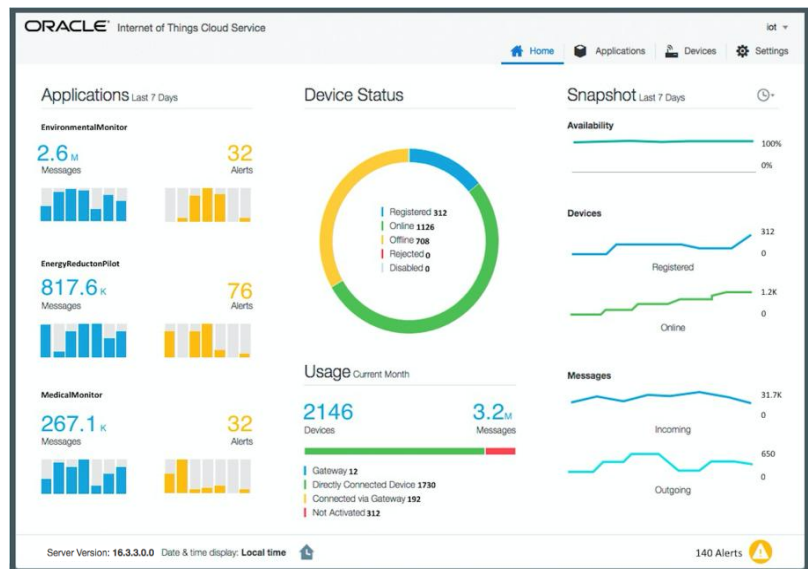 ORACLE® Internet of Things Cloud Service
iot
Home
Applications
Devices
Settings
Applications Last 7 Days
EnvironmentalMonitor
2.6 M
Messages
32
Alerts
EnergyReductonPilot
817.6 K
Messages
76
Alerts
MedicalMonitor
267.1 K
Messages
32
Alerts
Device Status
Registered 312
Online 1126
Offline 708
Rejected 0
Disabled 0
Usage Current Month
2146
Devices
3.2M
Messages
Gateway 12
Directly Connected Device 1730
Connected via Gateway 192
Not Activated 312
Snapshot Last 7 Days
Availability
100%
0%
Devices
312
0
Registered
1.2K
0
Online
Messages
31.7K
0
Incoming
650
0
Outgoing
Server Version: 16.3.3.0.0 Date & time display: Local time
140 Alerts